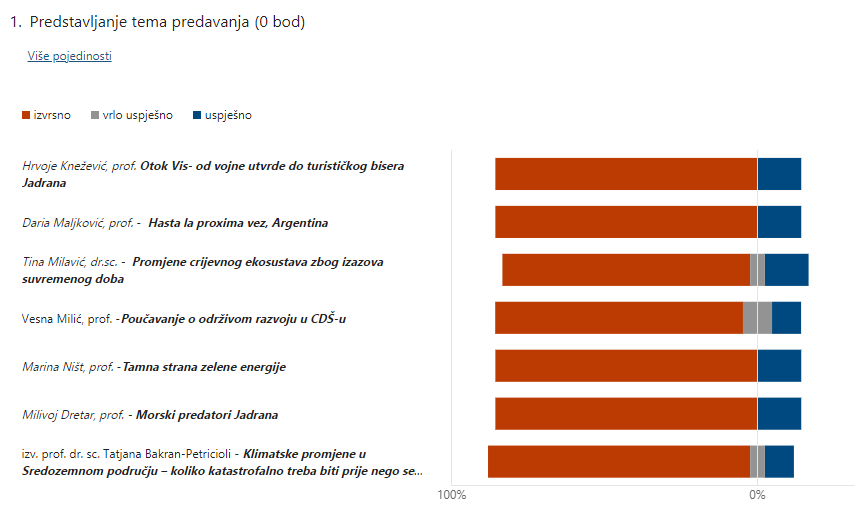 1. Predstavljanje tema predavanja (0 bod)
Više pojedinosti
izvrsno vrlo uspješno uspješno
Hrvoje Knežević, prof. Otok Vis- od vojne utvrde do turističkog bisera
Jadrana
Daria Maljković, prof. - Hasta la proxima vez, Argentina
Tina Milavić, dr.sc. - Promjene crijevnog ekosustava zbog izazova
suvremenog doba
Vesna Milić, prof. -Poučavanje o održivom razvoju u CDŠ-u
Marina Ništ, prof. -Tamna strana zelene energije
Milivoj Dretar, prof. - Morski predatori Jadrana
izv. prof. dr. sc. Tatjana Bakran-Petricioli - Klimatske promjene u
Sredozemnom području – koliko katastrofalno treba biti prije nego se...
100% 0%